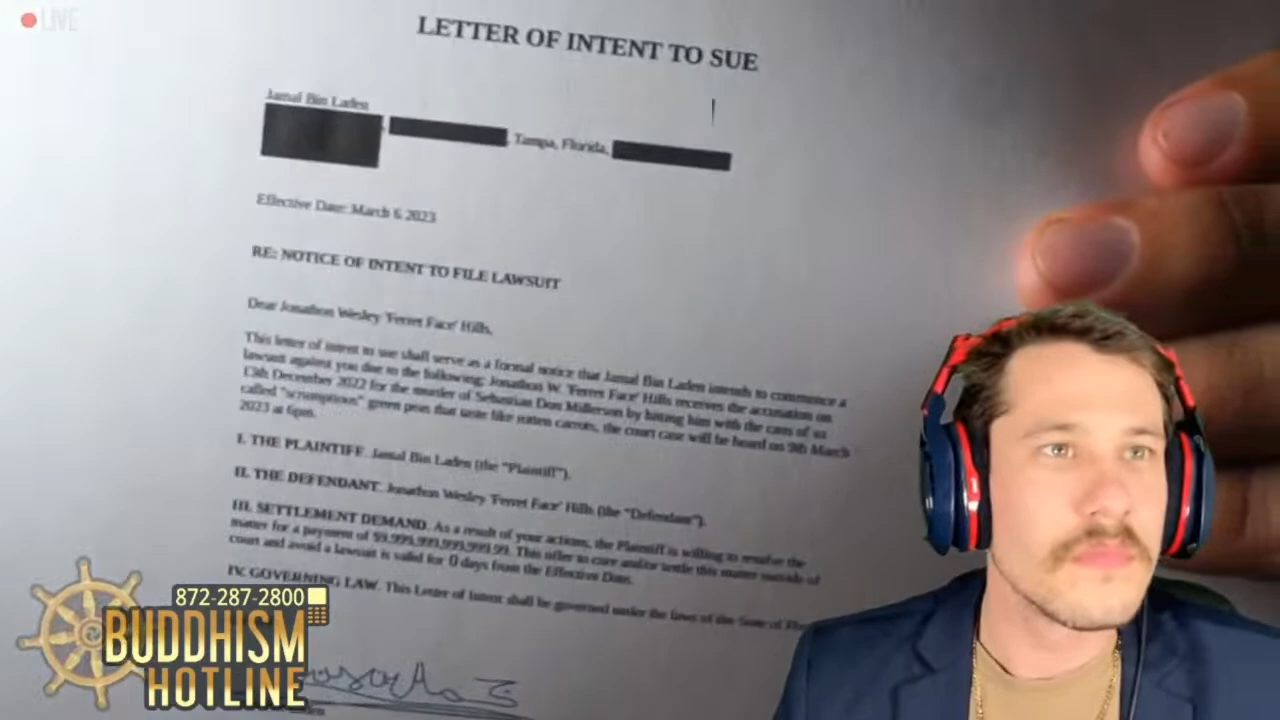 LIVE
LETTER OF INTENT TO SUE
Jamal Bin Laden
, Tampa, Florida,
Effective Date: March 6 2023
RE: NOTICE OF INTENT TO FILE LAWSUIT
Dear Jonathon Wesley 'Ferret Face' Hills,
This letter of intent to sue shall serve as a formal notice that Jamal Bin Laden intends to commence a
lawsuit against you due to the following: Jonathon W. 'Ferret Face' Hills receives the accusation on
13th December 2022 for the murder of Sebastian Don Millerson by hitting him with the cans of so
called "scrumptious" green peas that taste like rotten carrots, the court case will be heard on 9th March
2023 at 6pm.
I. THE PLAINTIFF. Jamal Bin Laden (the "Plaintiff").
II. THE DEFENDANT. Jonathon Wesley 'Ferret Face' Hills (the "Defendant").
III. SETTLEMENT DEMAND. As a result of your actions, the Plaintiff is willing to resolve the
matter for a payment of $9,999,999,999,999.99. This offer to cure and/or settle this matter outside of
court and avoid a lawsuit is valid for 0 days from the Effective Date.
IV. GOVERNING LAW. This Letter of Intent shall be governed under the laws of the State of
872-287-2800
BUDDHISM
HOTLINE